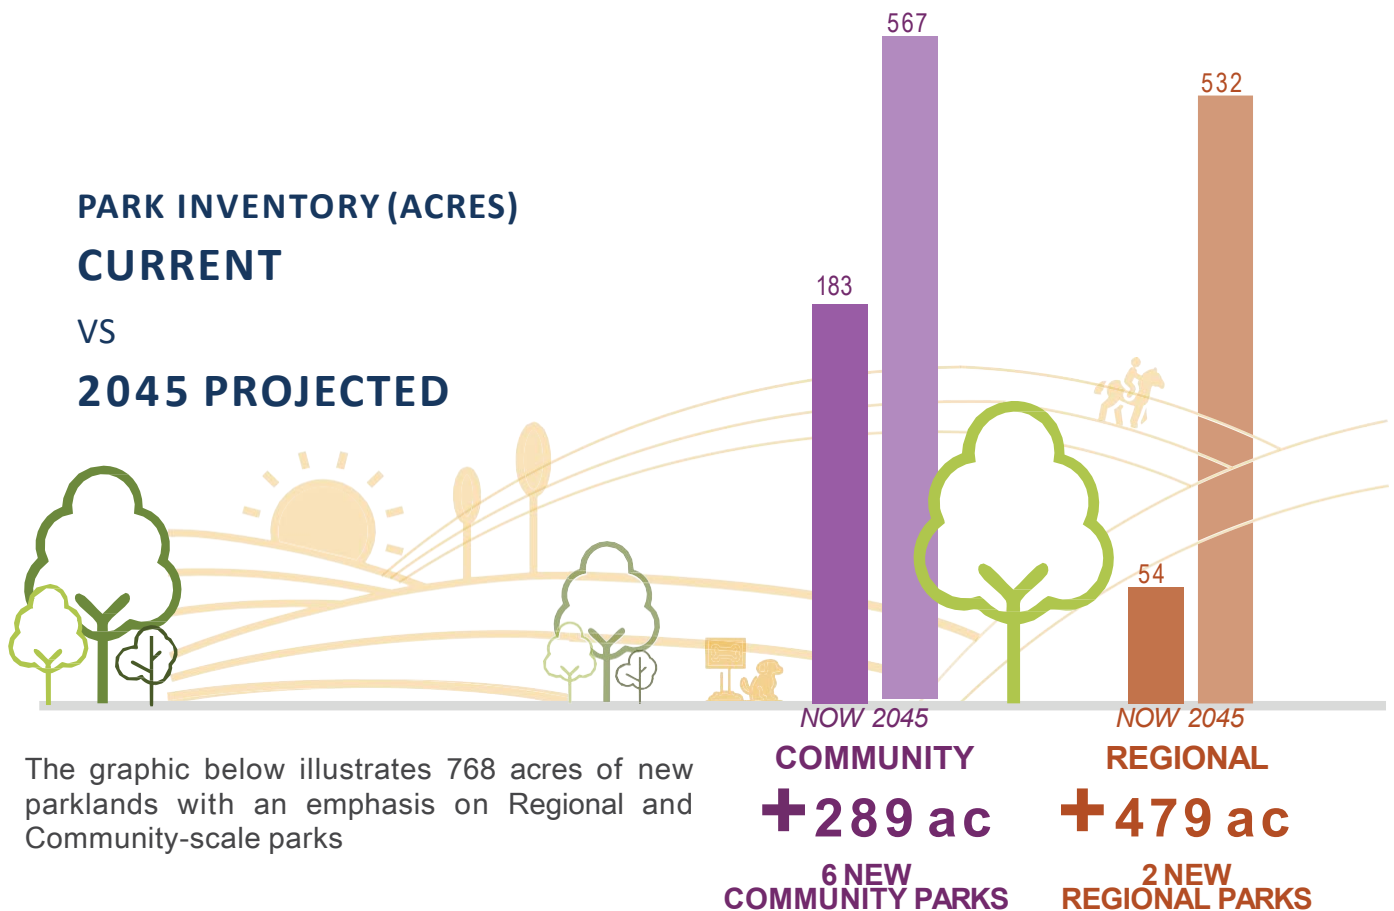 PARK INVENTORY (ACRES)
CURRENT
VS
2045 PROJECTED
567
183
532
54
NOW 2045
COMMUNITY
+289 ac
6 NEW
COMMUNITY PARKS
NOW 2045
REGIONAL
+479 ac
2 NEW
REGIONAL PARKS
The graphic below illustrates 768 acres of new
parklands with an emphasis on Regional and
Community-scale parks